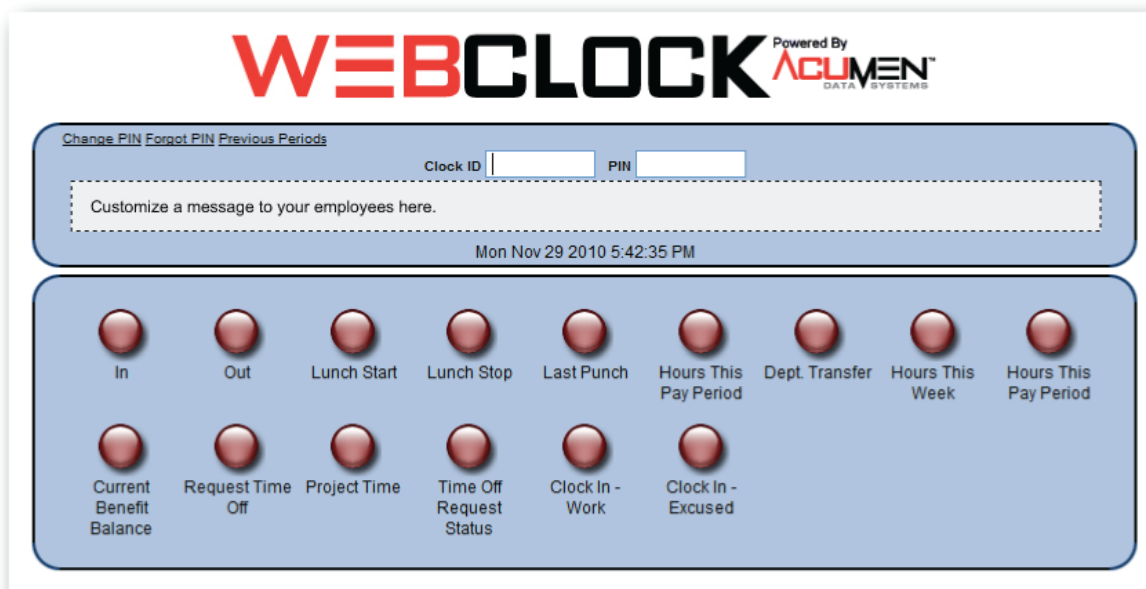 WEBCLOCK Powered By
ACUMEN™
DATA SYSTEMS
Change PIN Forgot PIN Previous Periods
Clock ID PIN
Customize a message to your employees here.
Mon Nov 29 2010 5:42:35 PM
In Out Lunch Start Lunch Stop Last Punch Hours This Dept. Transfer Hours This Hours This
Pay Period Week Pay Period
Current Request Time Project Time Time Off Clock In - Clock In -
Benefit Off Request Work Excused
Balance Status